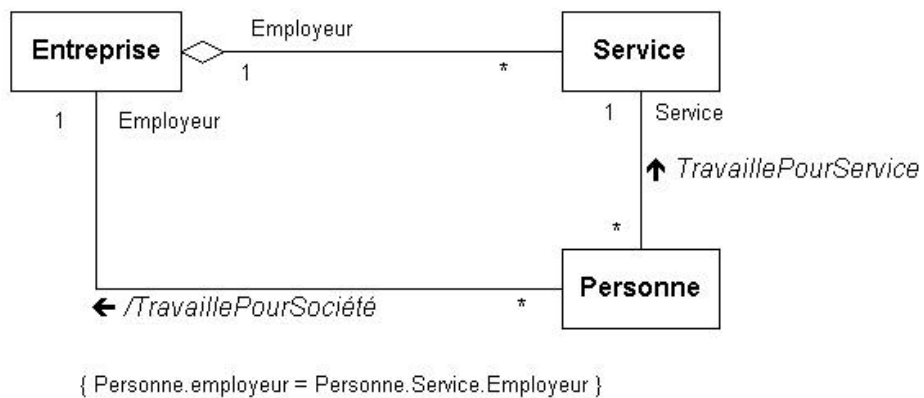 Employeur
Entreprise
Service
1
*
1
Employeur
1
Service
TravaillePourService
*
Personne
/TravaillePourSociété
*
{ Personne.employeur = Personne.Service.Employeur }